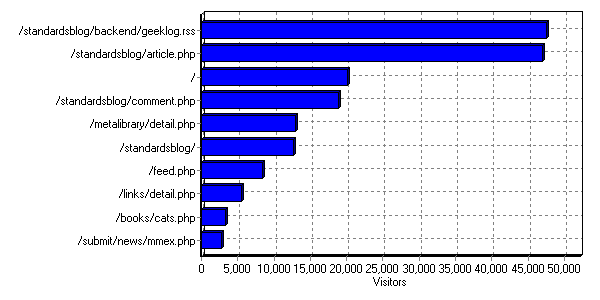 /standardsblog/backend/geeklog.rss
/standardsblog/article.php
/
/standardsblog/comment.php
/metalibrary/detail.php
/standardsblog/
/feed.php
/links/detail.php
/books/cats.php
/submit/news/mmex.php
0 5,000 10,000 15,000 20,000 25,000 30,000 35,000 40,000 45,000 50,000
Visitors